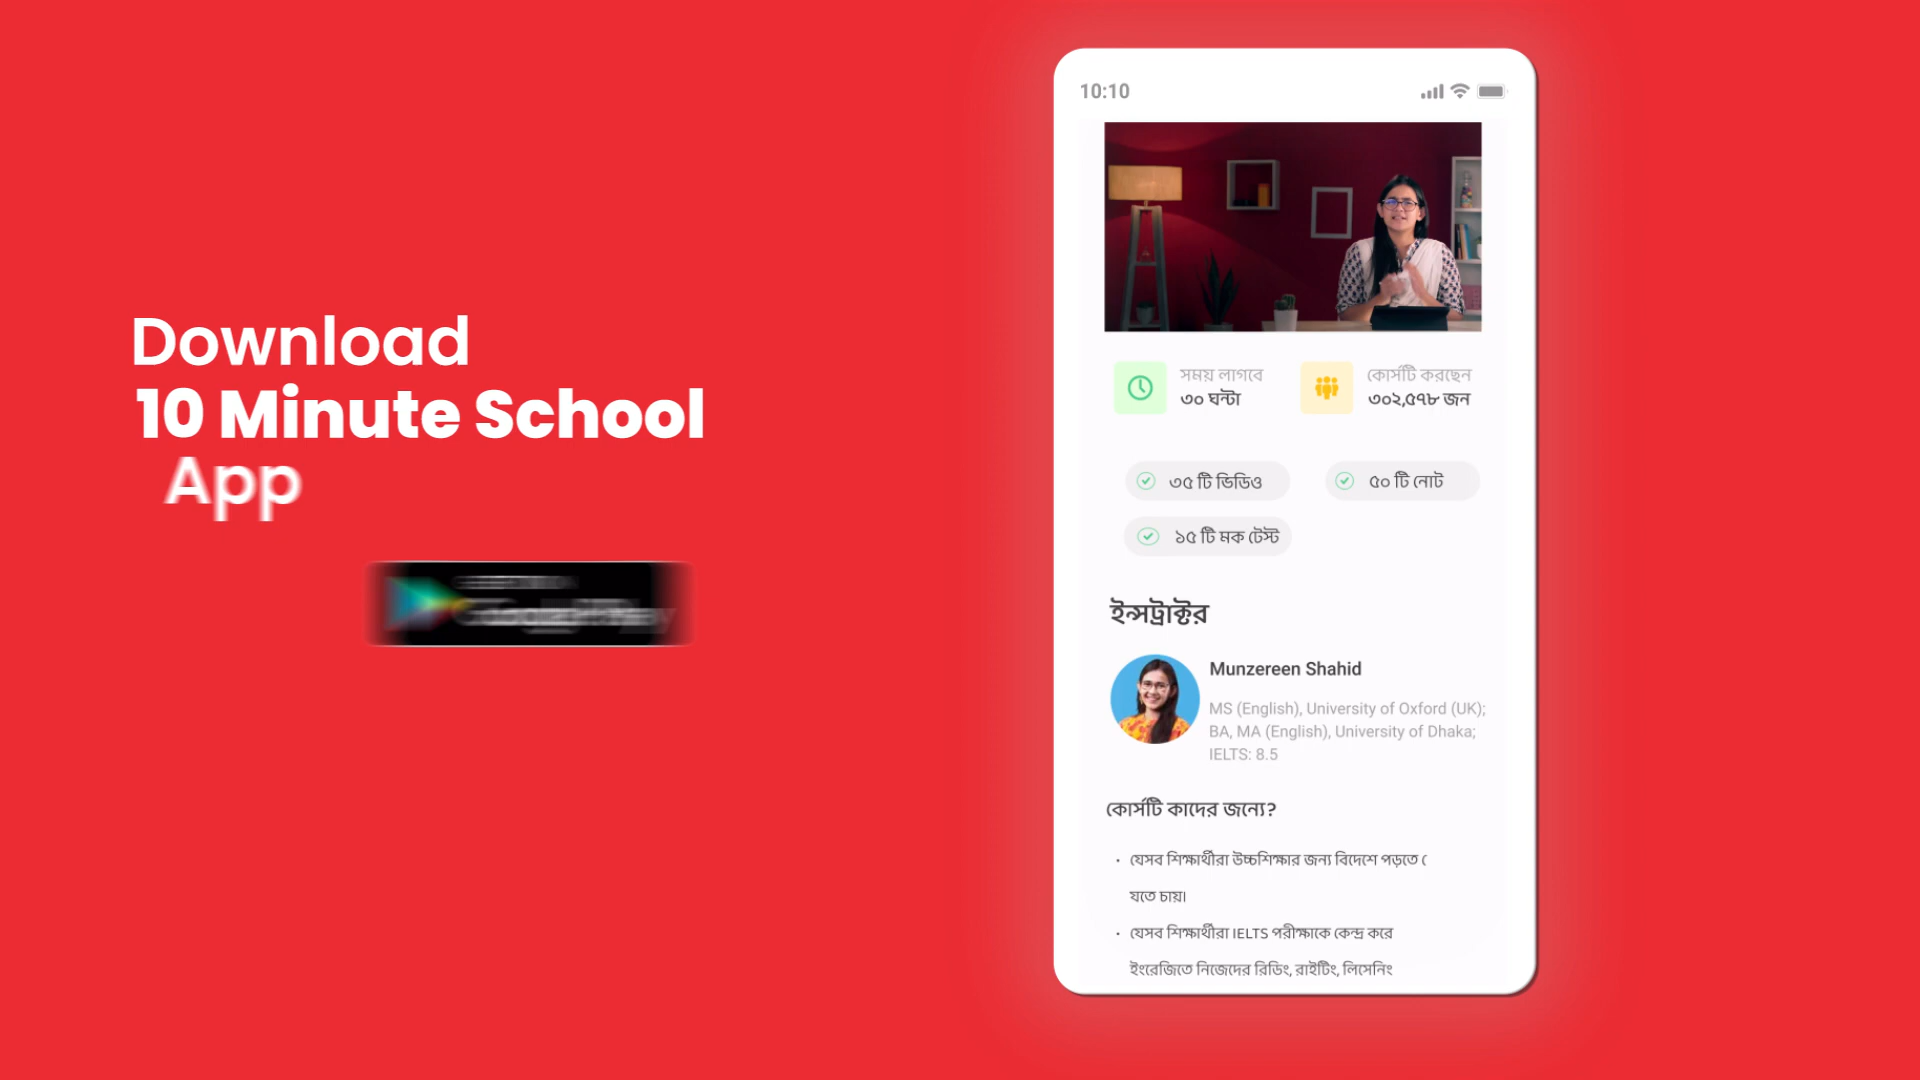 Download
10 Minute School
App
10:10
সময় লাগবে
৩০ ঘন্টা
কোর্সটি করছেন
৩০২,৫৭৮ জন
৩৫ টি ভিডিও
৫০ টি নোট
১৫ টি মক টেস্ট
ইন্সট্রাক্টর
Munzereen Shahid
MS (English), University of Oxford (UK);
BA, MA (English), University of Dhaka;
IELTS: 8.5
কোর্সটি কাদের জন্যে?
• যেসব শিক্ষার্থীরা উচ্চশিক্ষার জন্য বিদেশে পড়তে ে
যতে চায়।
• যেসব শিক্ষার্থীরা IELTS পরীক্ষাকে কেন্দ্র করে
ইংরেজিতে নিজেদের রিডিং, রাইটিং, লিসেনিং